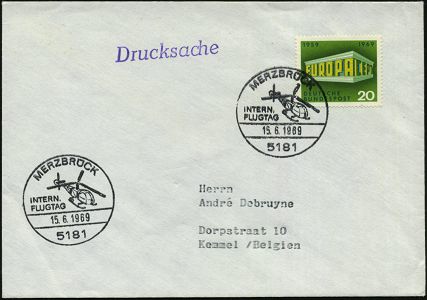 Drucksache
1959 1969
EUROPA CEPT
DEUTSCHE
BUNDESPOST 20
MERZBRÜCK
INTERN.
FLUGTAG
15.6.1969
5181
MERZBRÜCK
INTERN.
FLUGTAG
15.6.1969
5181
Herrn
André Debruyne
Dorpstraat 10
Kemmel/Belgien